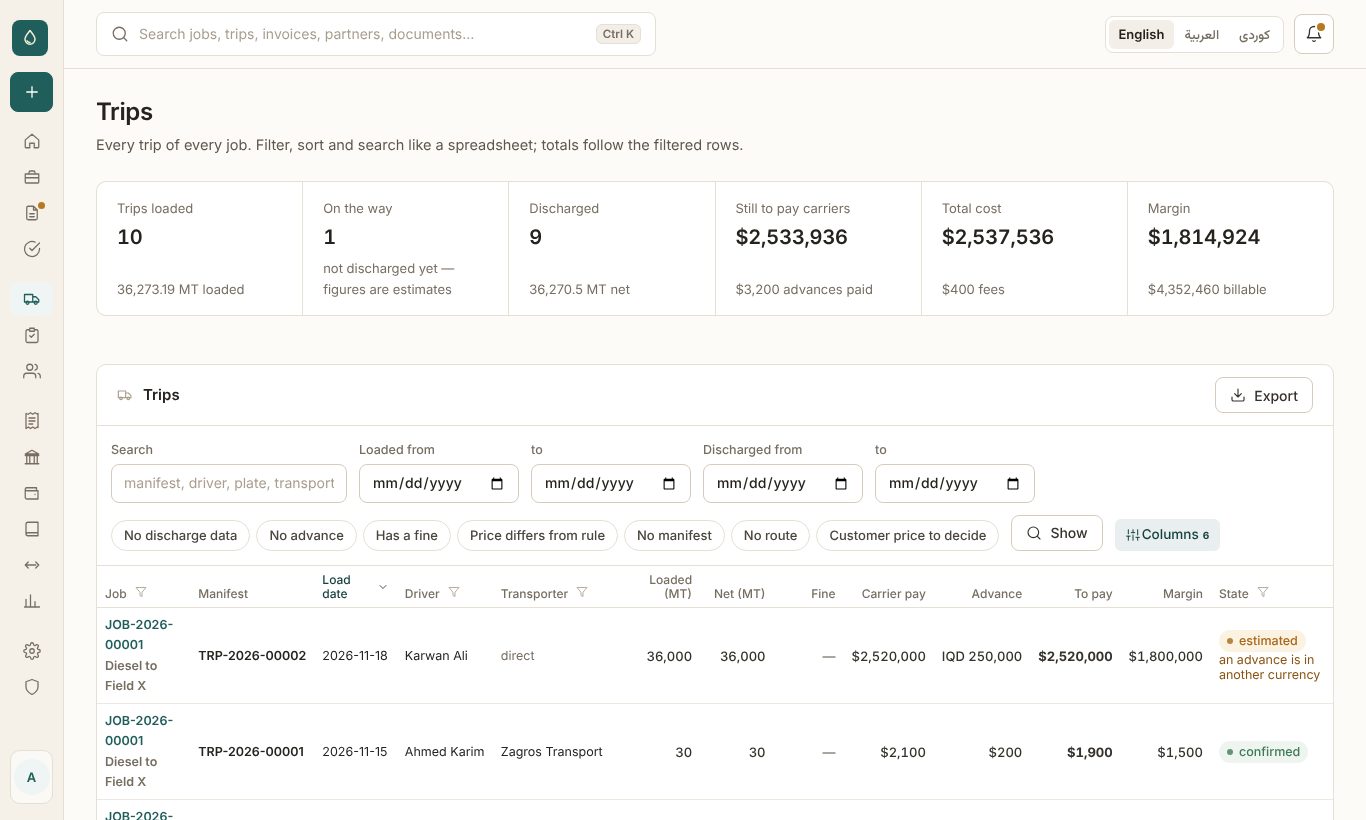 Search jobs, trips, invoices, partners, documents...
Ctrl K
English
العربية
كوردی
Trips
Every trip of every job. Filter, sort and search like a spreadsheet; totals follow the filtered rows.
Trips loaded
10
36,273.19 MT loaded
On the way
1
not discharged yet —
figures are estimates
Discharged
9
36,270.5 MT net
Still to pay carriers
$2,533,936
$3,200 advances paid
Total cost
$2,537,536
$400 fees
Margin
$1,814,924
$4,352,460 billable
Trips
Export
Search
Loaded from
to
Discharged from
to
manifest, driver, plate, transport
mm/dd/yyyy
mm/dd/yyyy
mm/dd/yyyy
mm/dd/yyyy
No discharge data
No advance
Has a fine
Price differs from rule
No manifest
No route
Customer price to decide
Show
Columns 6
Job
Manifest
Load
date
Driver
Transporter
Loaded
(MT)
Net (MT)
Fine
Carrier pay
Advance
To pay
Margin
State
JOB-2026-
00001
Diesel to
Field X
TRP-2026-00002
2026-11-18
Karwan Ali
direct
36,000
36,000
—
$2,520,000
IQD 250,000
$2,520,000
$1,800,000
estimated
an advance is in
another currency
JOB-2026-
00001
Diesel to
Field X
TRP-2026-00001
2026-11-15
Ahmed Karim
Zagros Transport
30
30
—
$2,100
$200
$1,900
$1,500
confirmed
JOB-2026-
A